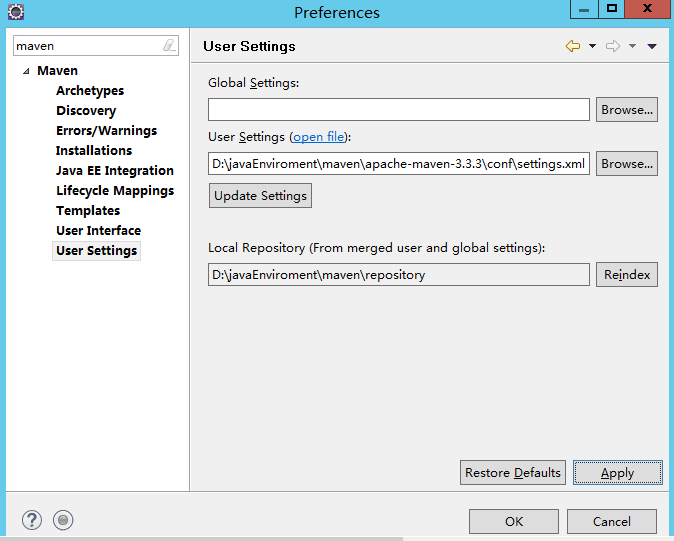 Preferences
maven
User Settings
Maven
Archetypes
Discovery
Errors/Warnings
Installations
Java EE Integration
Lifecycle Mappings
Templates
User Interface
User Settings
Global Settings:
Browse...
User Settings (open file):
D:\javaEnviroment\maven\apache-maven-3.3.3\conf\settings.xml
Browse...
Update Settings
Local Repository (From merged user and global settings):
D:\javaEnviroment\maven\repository
Reindex
Restore Defaults
Apply
OK
Cancel